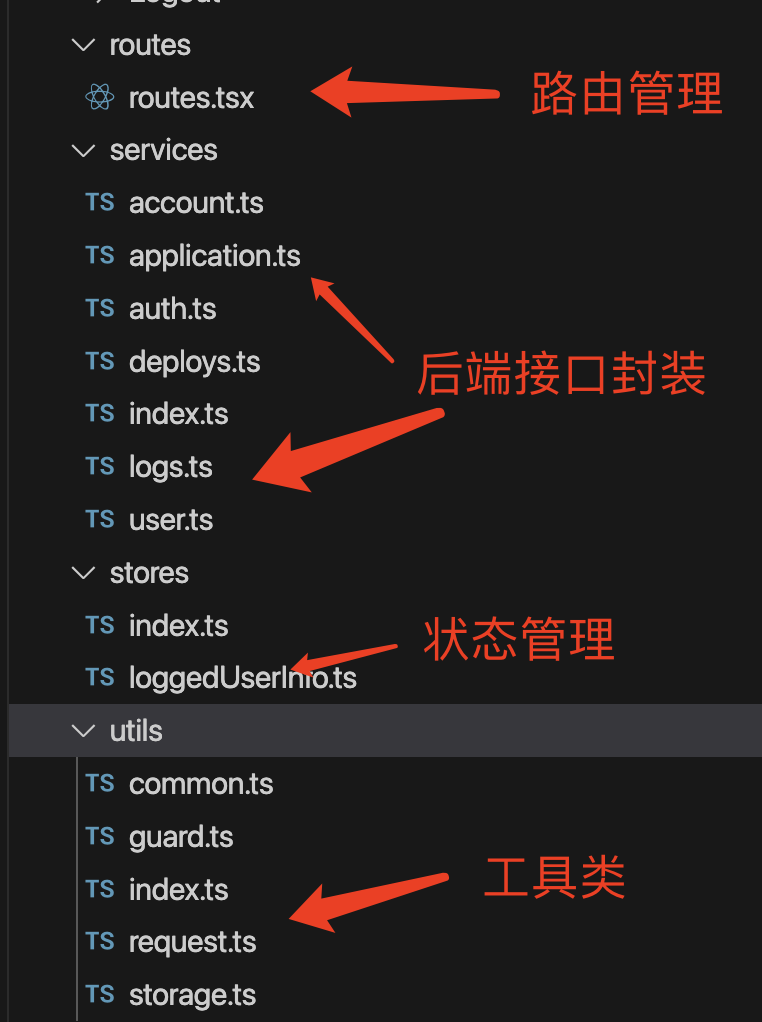 Logout
routes
routes.tsx
路由管理
services
TS account.ts
TS application.ts
TS auth.ts
TS deploys.ts
后端接口封装
TS index.ts
TS logs.ts
TS user.ts
stores
TS index.ts
状态管理
TS loggedUserInfo.ts
utils
TS common.ts
TS guard.ts
工具类
TS index.ts
TS request.ts
TS storage.ts